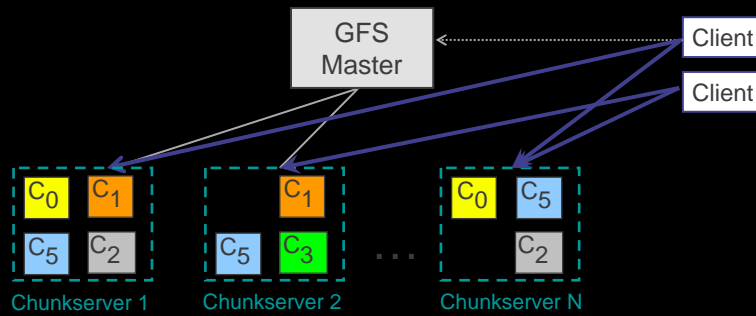 GFS
Master
Client
Client
C0 C1
C5 C2
Chunkserver 1
C1
C5 C3
Chunkserver 2
...
C0 C5
C2
Chunkserver N